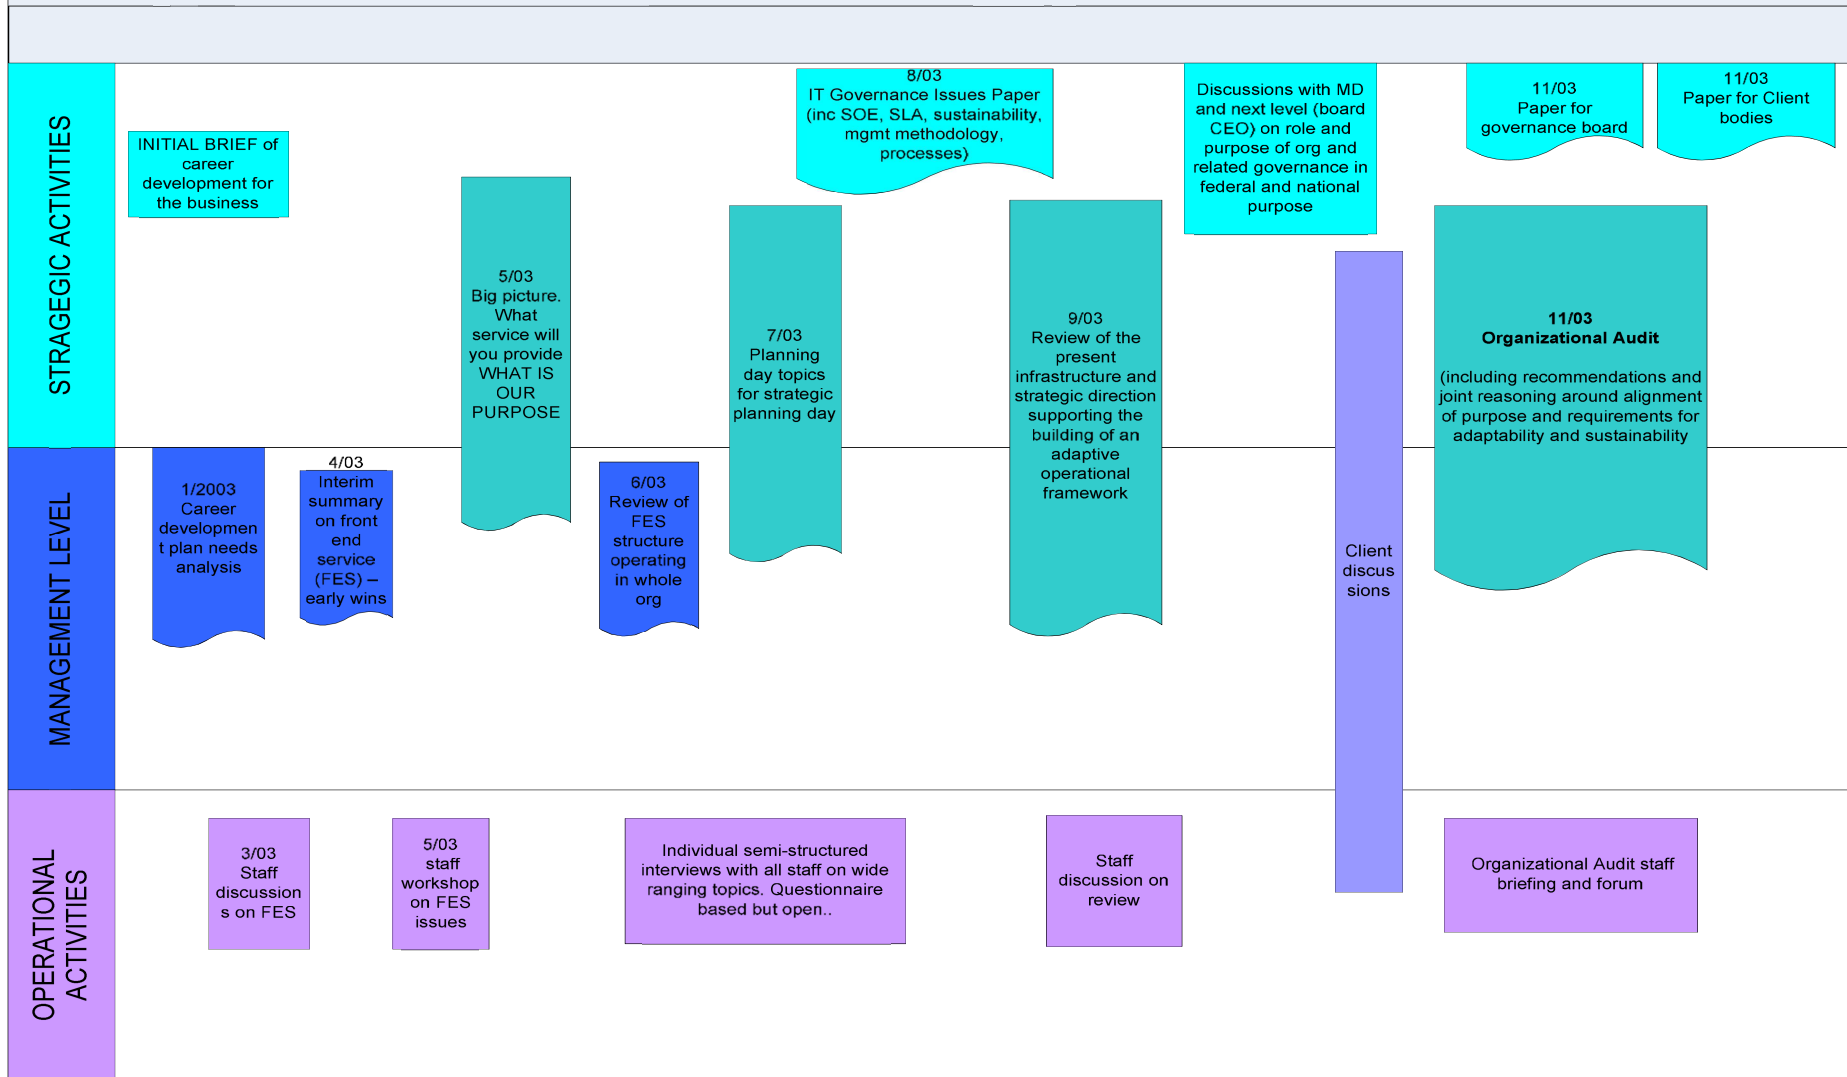 STRAGEGIC ACTIVITIES
INITIAL BRIEF of
career
development for
the business
5/03
Big picture.
What
service will
you provide
WHAT IS
OUR
PURPOSE
7/03
Planning
day topics
for strategic
planning day
8/03
IT Governance Issues Paper
(inc SOE, SLA, sustainability,
mgmt methodology,
processes)
9/03
Review of the
present
infrastructure and
strategic direction
supporting the
building of an
adaptive
operational
framework
Discussions with MD
and next level (board
CEO) on role and
purpose of org and
related governance in
federal and national
purpose
11/03
Paper for
governance board
11/03
Paper for Client
bodies
11/03
Organizational Audit
(including recommendations and
joint reasoning around alignment
of purpose and requirements for
adaptability and sustainability
MANAGEMENT LEVEL
1/2003
Career
developmen
t plan needs
analysis
4/03
Interim
summary
on front
end
service
(FES) –
early wins
6/03
Review of
FES
structure
operating
in whole
org
Client
discus
sions
OPERATIONAL
ACTIVITIES
3/03
Staff
discussion
s on FES
5/03
staff
workshop
on FES
issues
Individual semi-structured
interviews with all staff on wide
ranging topics. Questionnaire
based but open..
Staff
discussion on
review
Organizational Audit staff
briefing and forum